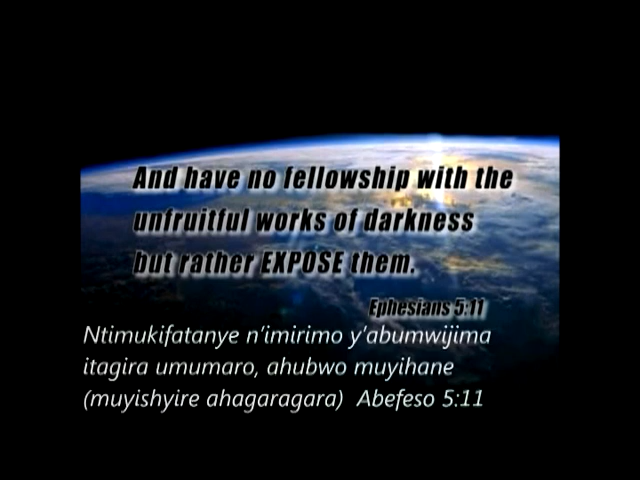 And have no fellowship with the
unfruitful works of darkness
but rather EXPOSE them.
Ephesians 5:11
Ntimukifatanye n'imirimo y'abumwijima
itagira umumaro, ahubwo muyihane
(muyishyire ahagaragara) Abefeso 5:11